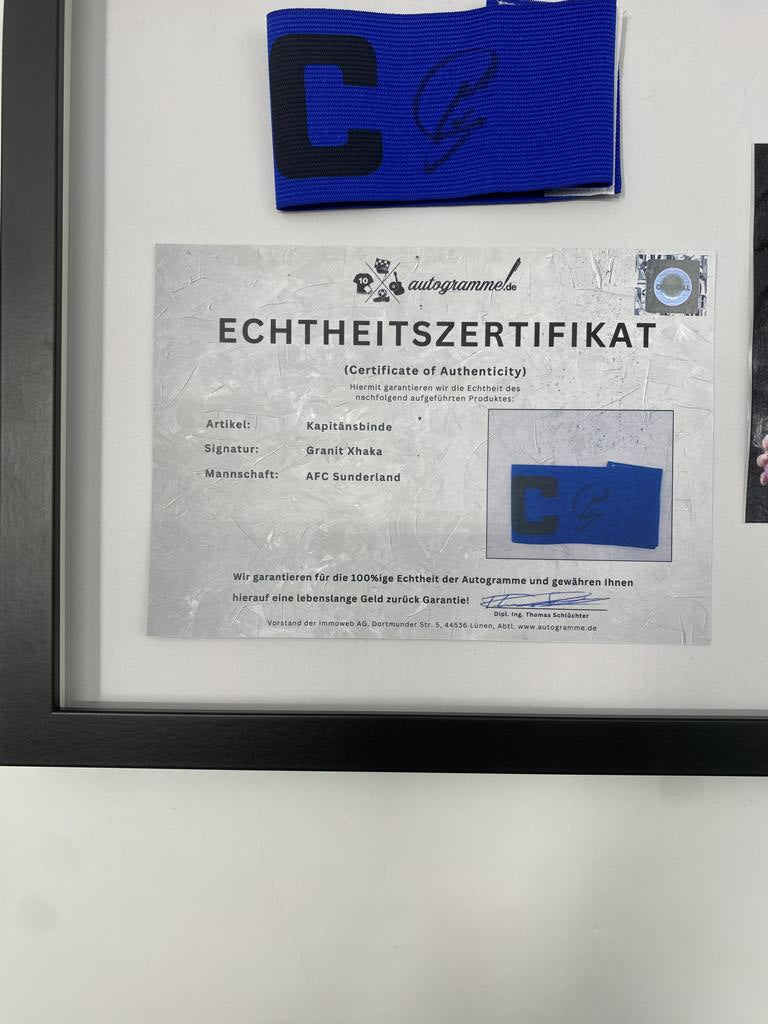 C
10
autogramme.de
ORIGINAL
ECHTHEITSZERTIFIKAT
(Certificate of Authenticity)
Hiermit garantieren wir die Echtheit des
nachfolgend aufgeführten Produktes:
Artikel: Kapitänsbinde
Signatur: Granit Xhaka
Mannschaft: AFC Sunderland
C
Wir garantieren für die 100%ige Echtheit der Autogramme und gewähren Ihnen
hierauf eine lebenslange Geld zurück Garantie!
Dipl. Ing. Thomas Schlüchter
Vorstand der immoweb AG, Dortmunder Str. 5, 44536 Lünen, Abtl. www.autogramme.de